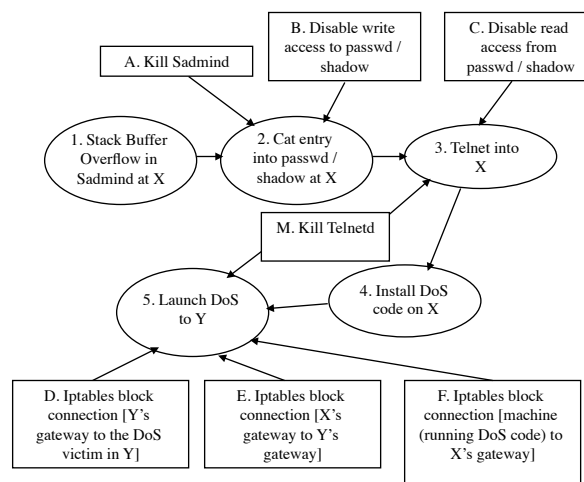 B. Disable write
access to passwd /
shadow
C. Disable read
access from
passwd / shadow
A. Kill Sadmind
1. Stack Buffer
Overflow in
Sadmind at X
2. Cat entry
into passwd /
shadow at X
3. Telnet into
X
M. Kill Telnetd
5. Launch DoS
to Y
4. Install DoS
code on X
D. Iptables block
connection [Y's
gateway to the DoS
victim in Y]
E. Iptables block
connection [X's
gateway to Y's
gateway]
F. Iptables block
connection [machine
(running DoS code) to
X's gateway]